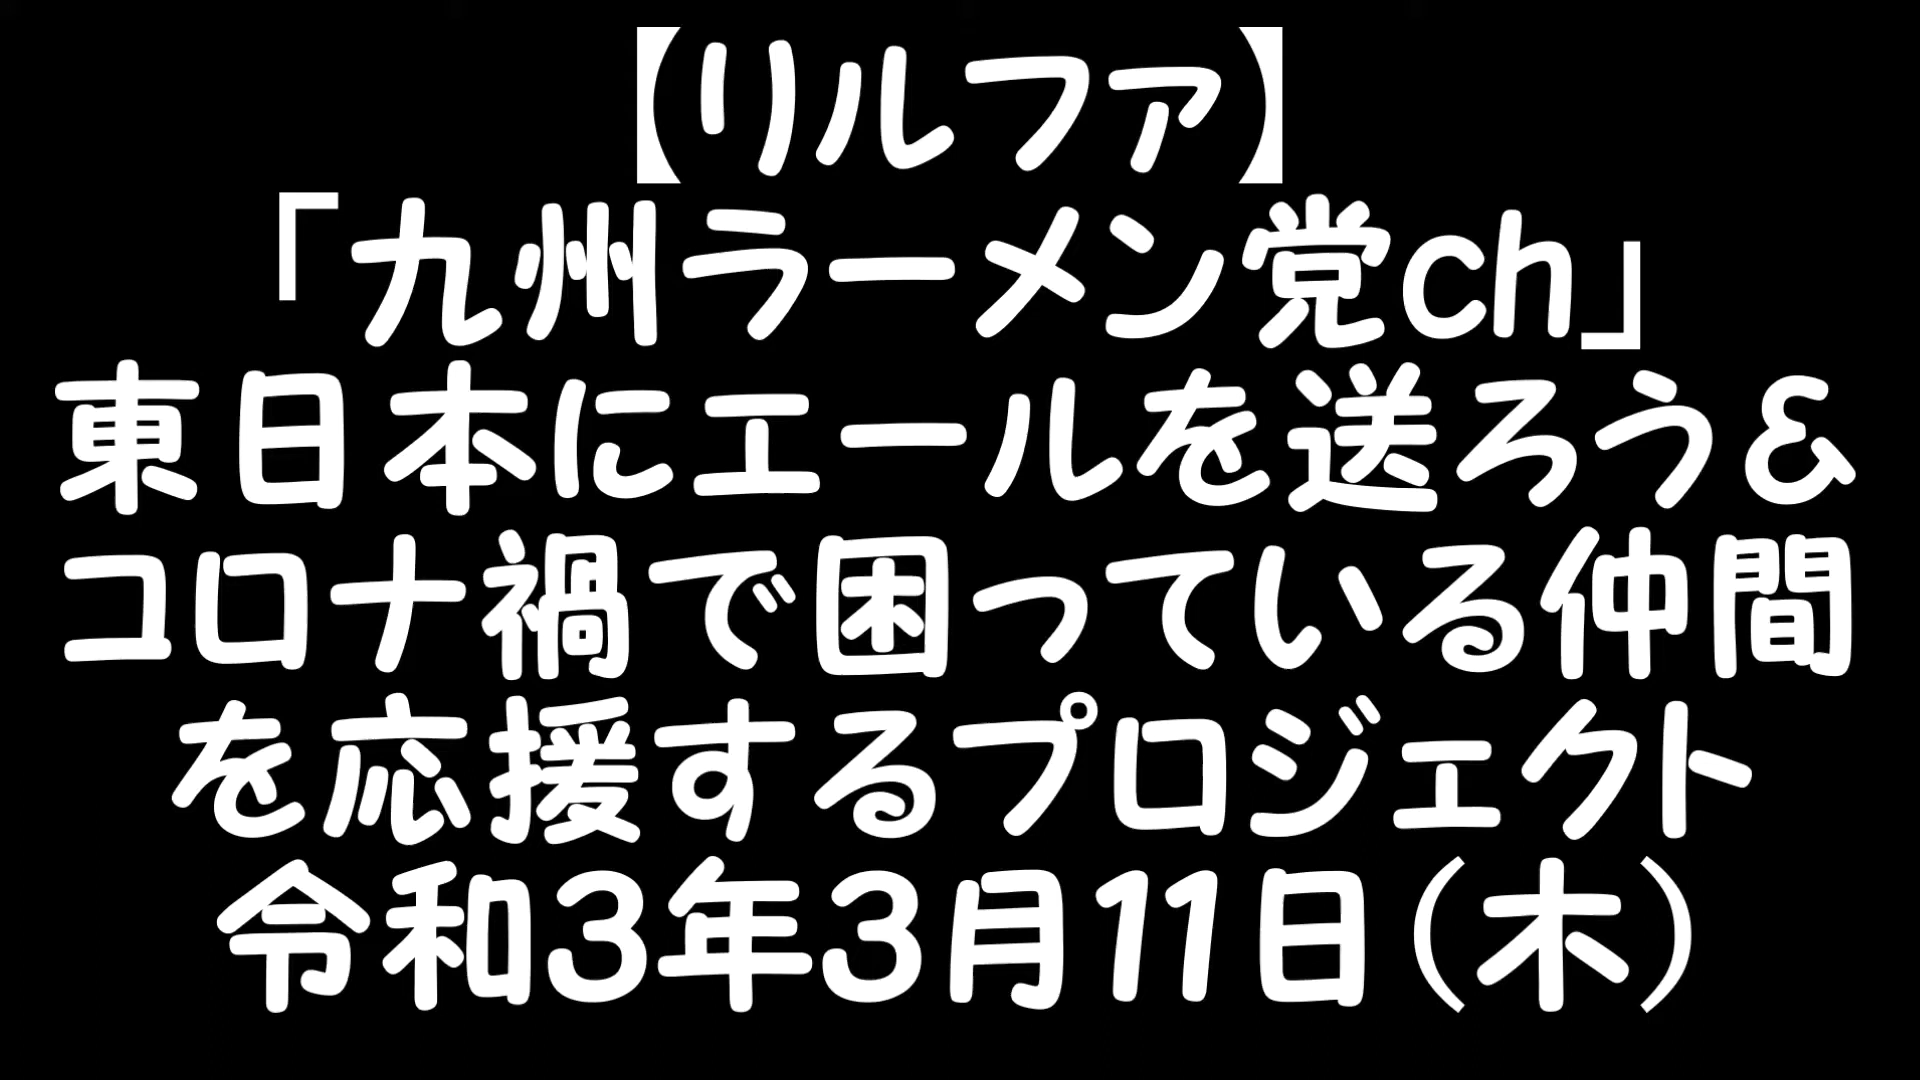 【リルファ】
「九州ラーメン党ch」
東日本にエールを送ろう&
コロナ禍で困っている仲間
を応援するプロジェクト
令和3年3月11日(木)